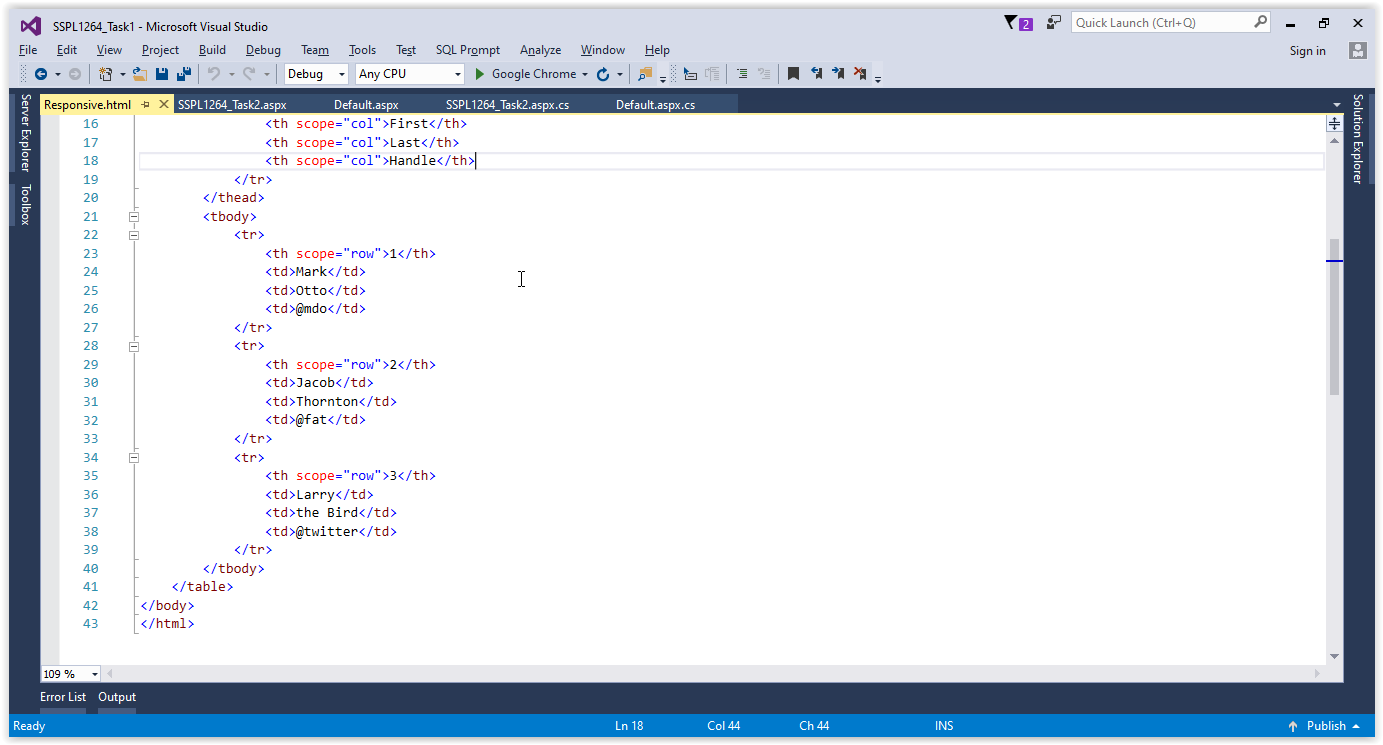 SSPL1264_Task1 - Microsoft Visual Studio
2
Quick Launch (Ctrl+Q)
File Edit View Project Build Debug Team Tools Test SQL Prompt Analyze Window Help
Sign in
Debug Any CPU Google Chrome
Server Explorer
Toolbox
Solution Explorer
Responsive.html SSPL1264_Task2.aspx Default.aspx SSPL1264_Task2.aspx.cs Default.aspx.cs
16 <th scope="col">First</th>
17 <th scope="col">Last</th>
18 <th scope="col">Handle</th>
19 </tr>
20 </thead>
21 <tbody>
22 <tr>
23 <th scope="row">1</th>
24 <td>Mark</td>
25 <td>Otto</td>
26 <td>@mdo</td>
27 </tr>
28 <tr>
29 <th scope="row">2</th>
30 <td>Jacob</td>
31 <td>Thornton</td>
32 <td>@fat</td>
33 </tr>
34 <tr>
35 <th scope="row">3</th>
36 <td>Larry</td>
37 <td>the Bird</td>
38 <td>@twitter</td>
39 </tr>
40 </tbody>
41 </table>
42 </body>
43 </html>
109 %
Error List Output
Ready Ln 18 Col 44 Ch 44 INS Publish